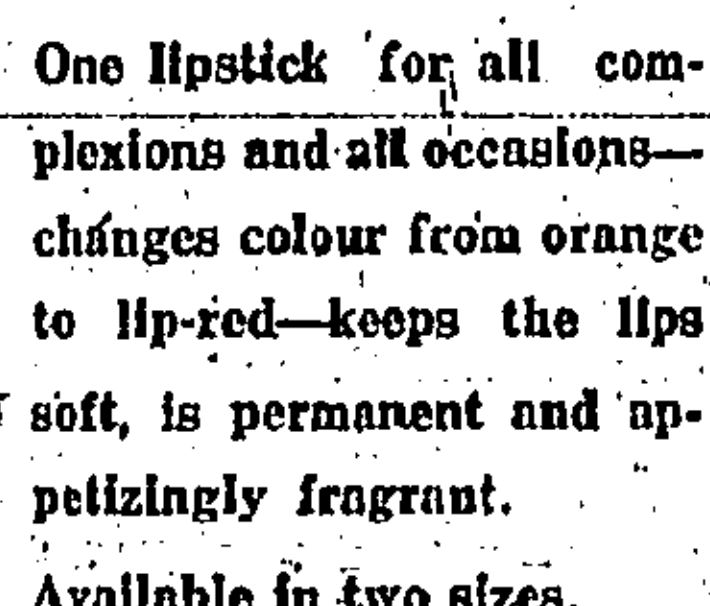 One lipstick for all com-
plexions and all occasions—
changes colour from orange
to lip-red—keeps the lips
soft, is permanent and ap-
petizingly fragrant.
Available in two sizes.